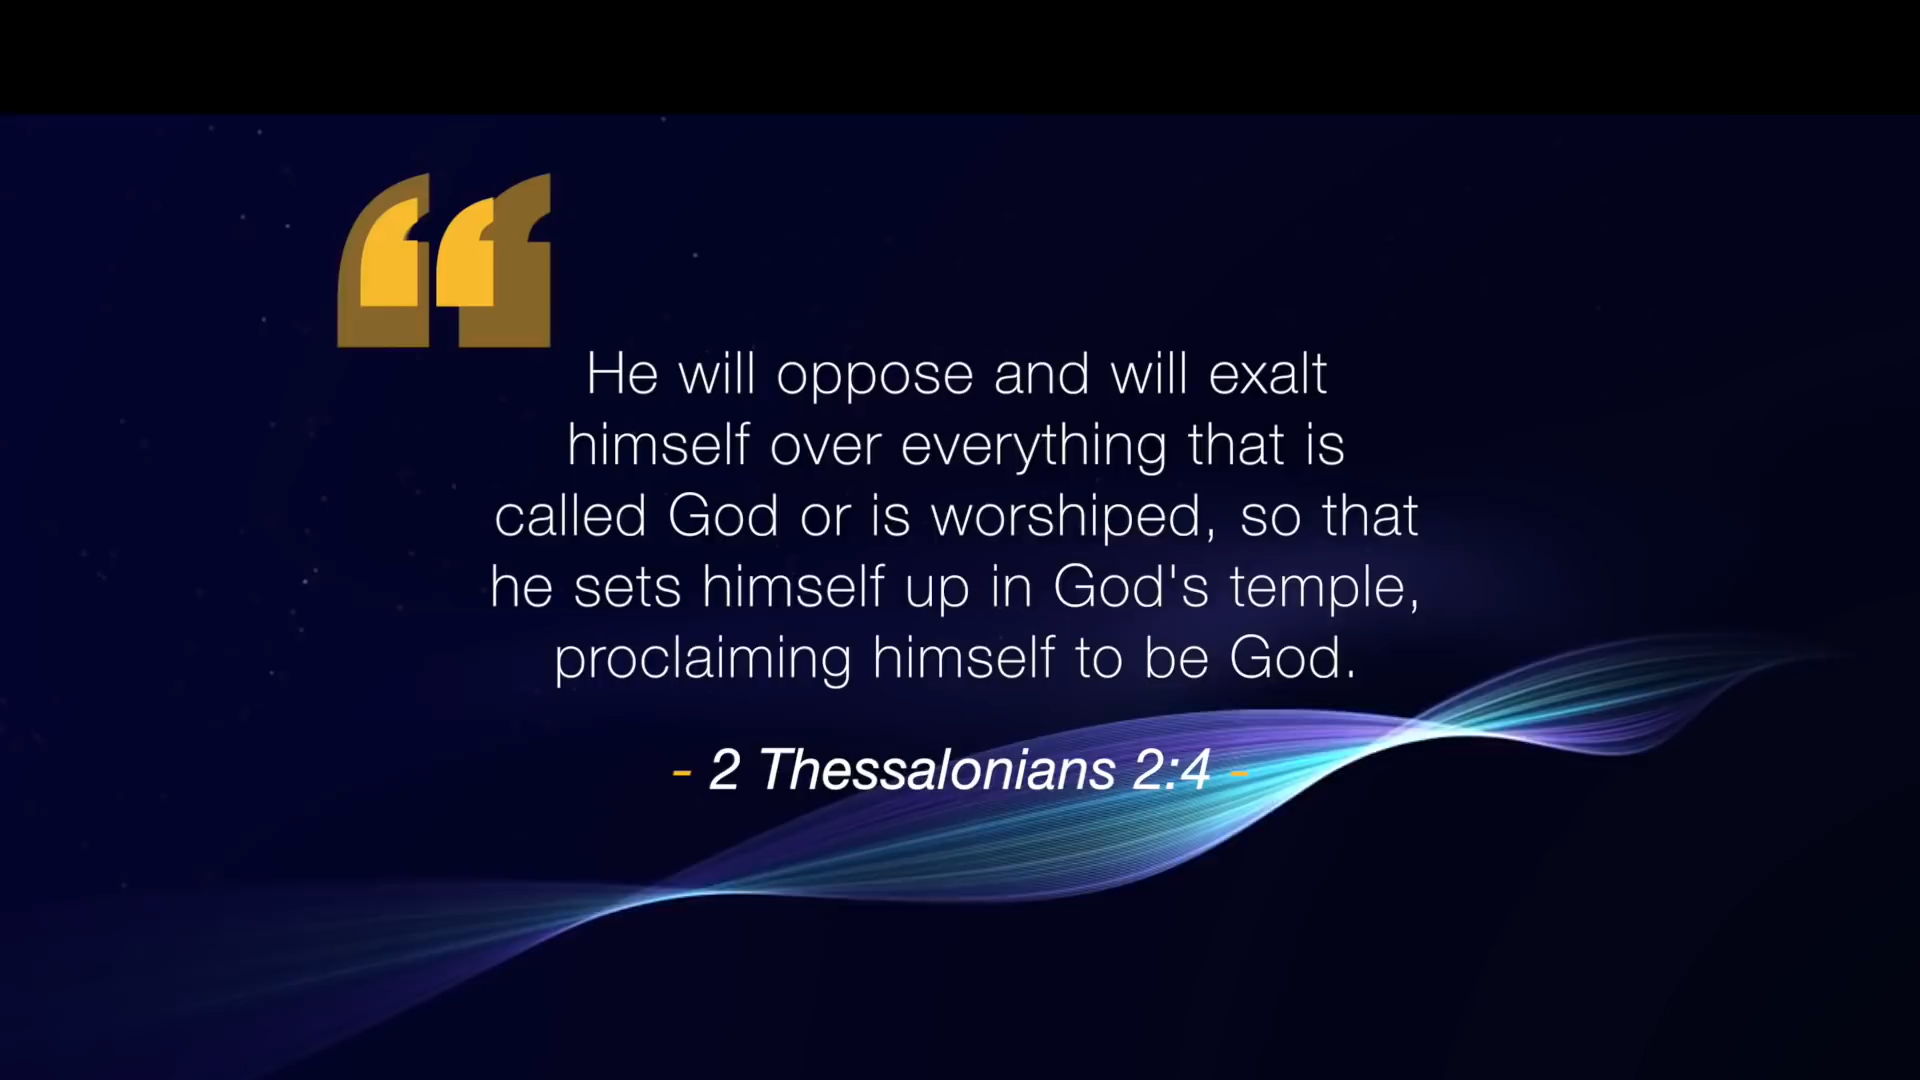 “
He will oppose and will exalt
himself over everything that is
called God or is worshiped, so that
he sets himself up in God's temple,
proclaiming himself to be God.
- 2 Thessalonians 2:4 -